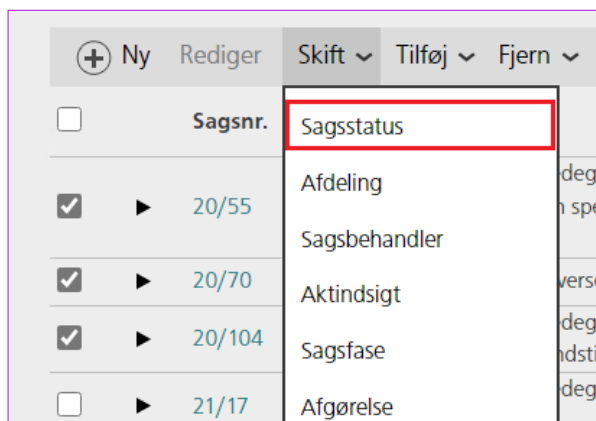 Ny Rediger Skift Tilføj Fjern
Sagsnr.
Sagsstatus
Afdeling
20/55
Sagsbehandler
20/70
Aktindsigt
20/104
Sagsfase
21/17
Afgørelse